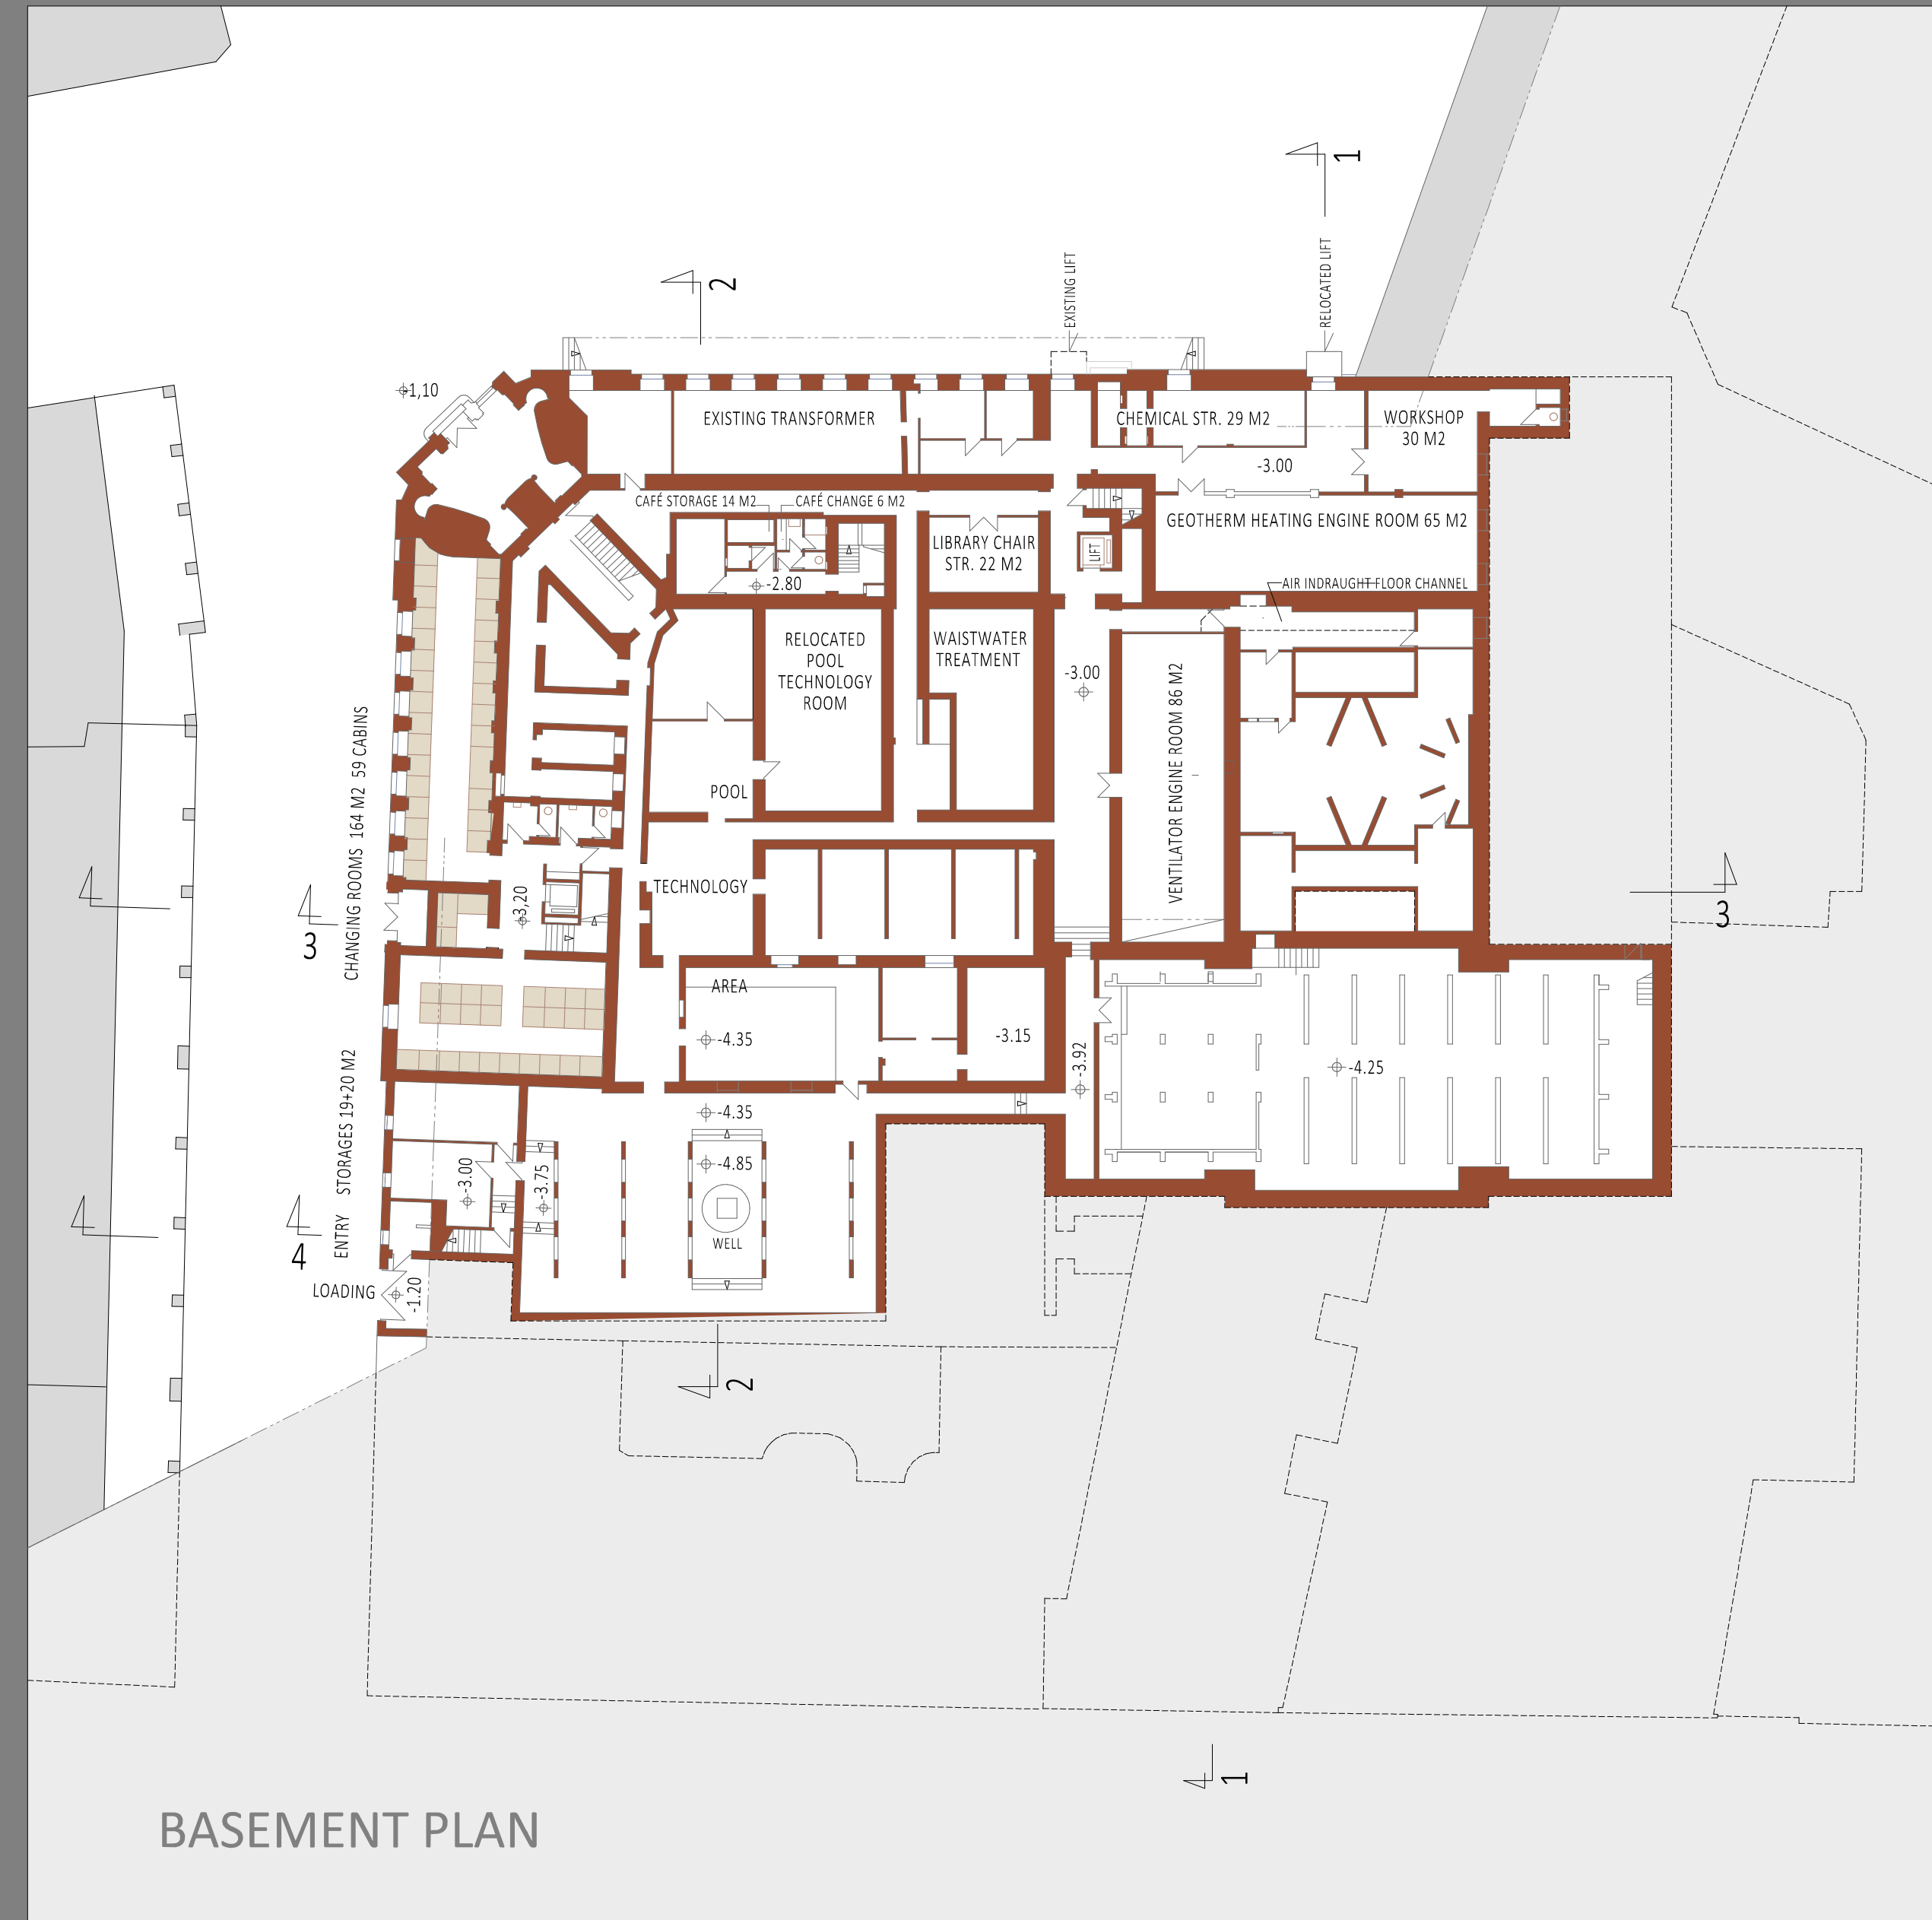 1
2
EXISTING LIFT
RELOCATED LIFT
-1,10
EXISTING TRANSFORMER
CHEMICAL STR. 29 M2
WORKSHOP
30 M2
-3.00
CAFÉ STORAGE 14 M2
CAFÉ CHANGE 6 M2
GEOTHERM HEATING ENGINE ROOM 65 M2
LIBRARY CHAIR
STR. 22 M2
LIFT
-2.80
AIR INDRAUGHT FLOOR CHANNEL
RELOCATED
POOL
TECHNOLOGY
ROOM
WAISTWATER
TREATMENT
-3.00
VENTILATOR ENGINE ROOM 86 M2
CHANGING ROOMS 164 M2 59 CABINS
POOL
TECHNOLOGY
-3,20
3
3
AREA
-4.35
-3.15
-3.92
-4.25
ENTRY STORAGES 19+20 M2
-4.35
-4.85
-3.00
-3.75
WELL
4
LOADING
-1.20
2
1
BASEMENT PLAN